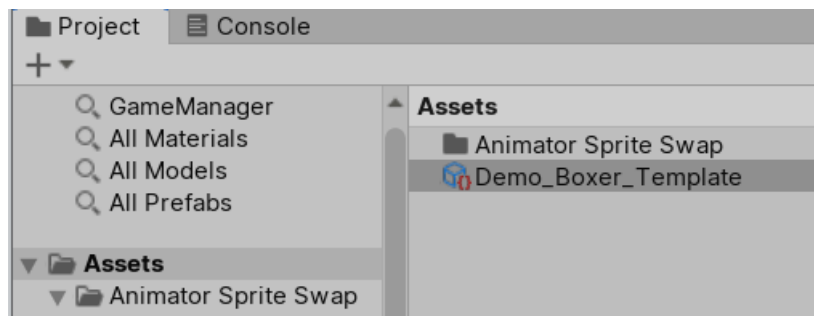 Project
Console
GameManager
All Materials
All Models
All Prefabs
Assets
Animator Sprite Swap
Assets
Animator Sprite Swap
Demo_Boxer_Template